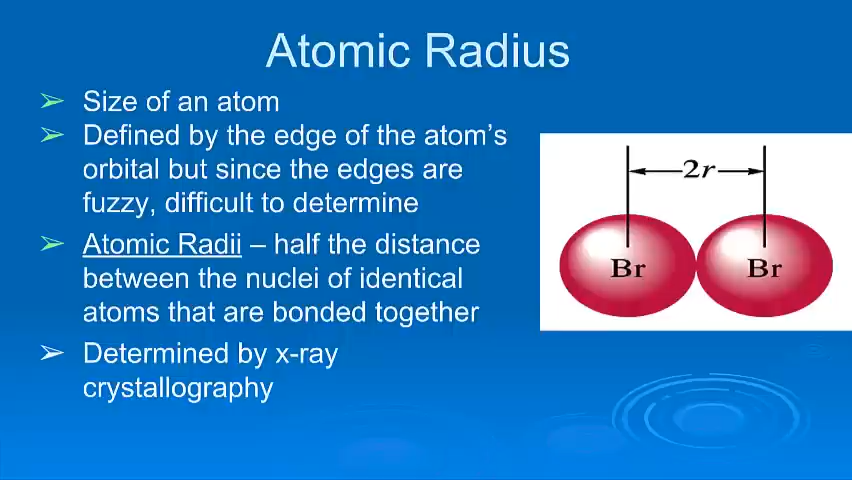 Atomic Radius
➢ Size of an atom
➢ Defined by the edge of the atom’s
orbital but since the edges are
fuzzy, difficult to determine
➢ Atomic Radii – half the distance
between the nuclei of identical
atoms that are bonded together
➢ Determined by x-ray
crystallography
2r
Br Br